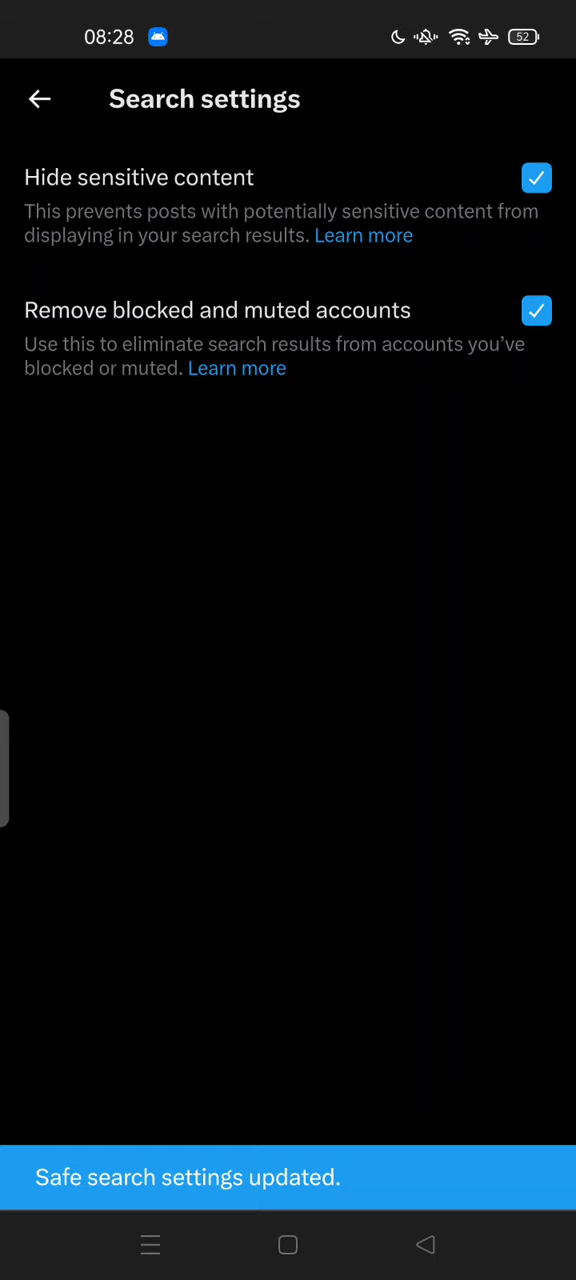 08:28
52
Search settings
Hide sensitive content
This prevents posts with potentially sensitive content from
displaying in your search results. Learn more
Remove blocked and muted accounts
Use this to eliminate search results from accounts you’ve
blocked or muted. Learn more
Safe search settings updated.